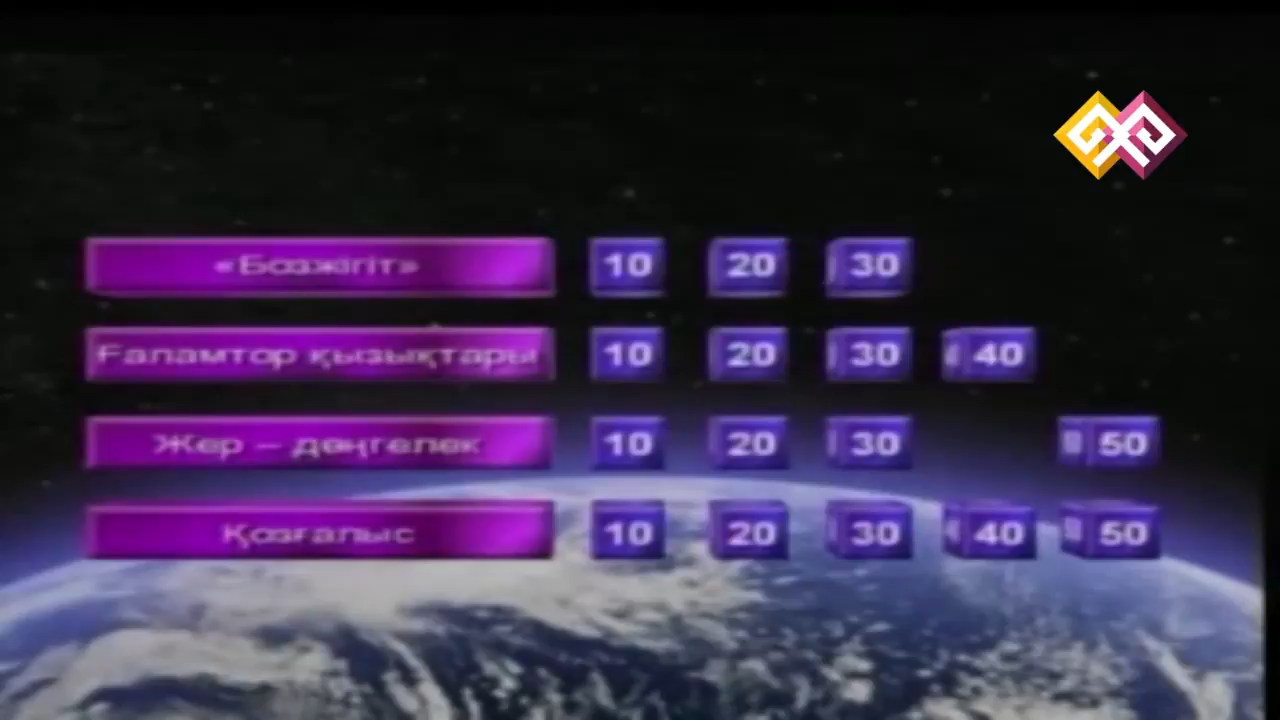 «Бозжігіт» 10 20 30
Ғаламтор қызықтары 10 20 30 40
Жер – дөңгелек 10 20 30 50
Қозғалыс 10 20 30 40 50